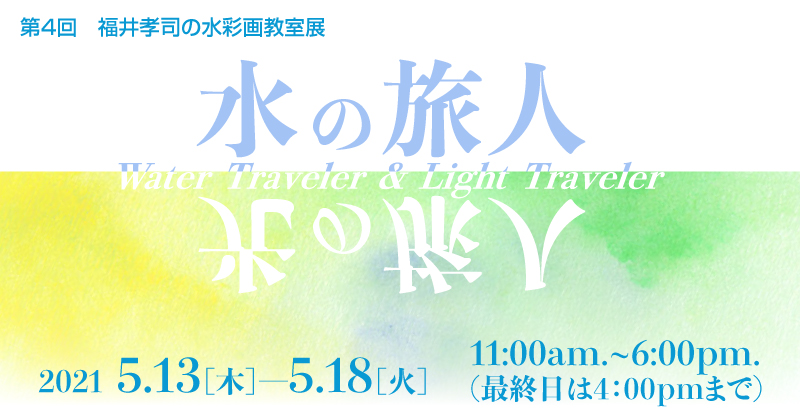 第4回　福井孝司の水彩画教室展
水の旅人
Water Traveler & Light Traveler
光の旅人
2021 5.13[木]—5.18[火]
11:00am.~6:00pm.
(最終日は4:00pmまで)